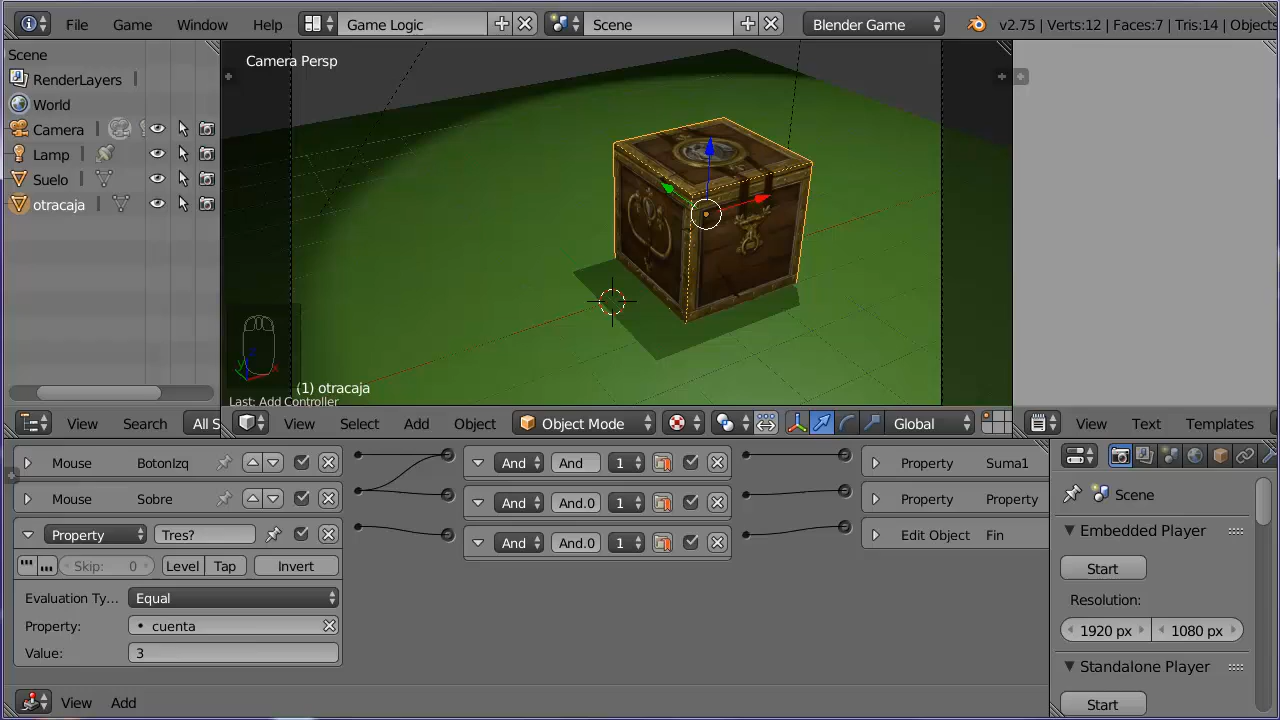 File Game Window Help Game Logic Scene Blender Game v2.75 | Verts:12 | Faces:7 | Tris:14 | Objects
Scene
RenderLayers
World
Camera
Lamp
Suelo
otracaja
Camera Persp
(1) otracaja
Last: Add Controller
View Search All S
View Select Add Object Object Mode Global
View Text Templates
Mouse BotonIzq
Mouse Sobre
Property Tres?
Skip: 0 Level Tap Invert
Evaluation Ty... Equal
Property: cuenta
Value: 3
And And 1
And And.0 1
And And.0 1
Property Suma1
Property Property
Edit Object Fin
View Add
Scene
Embedded Player
Start
Resolution:
1920 px 1080 px
Standalone Player
Start